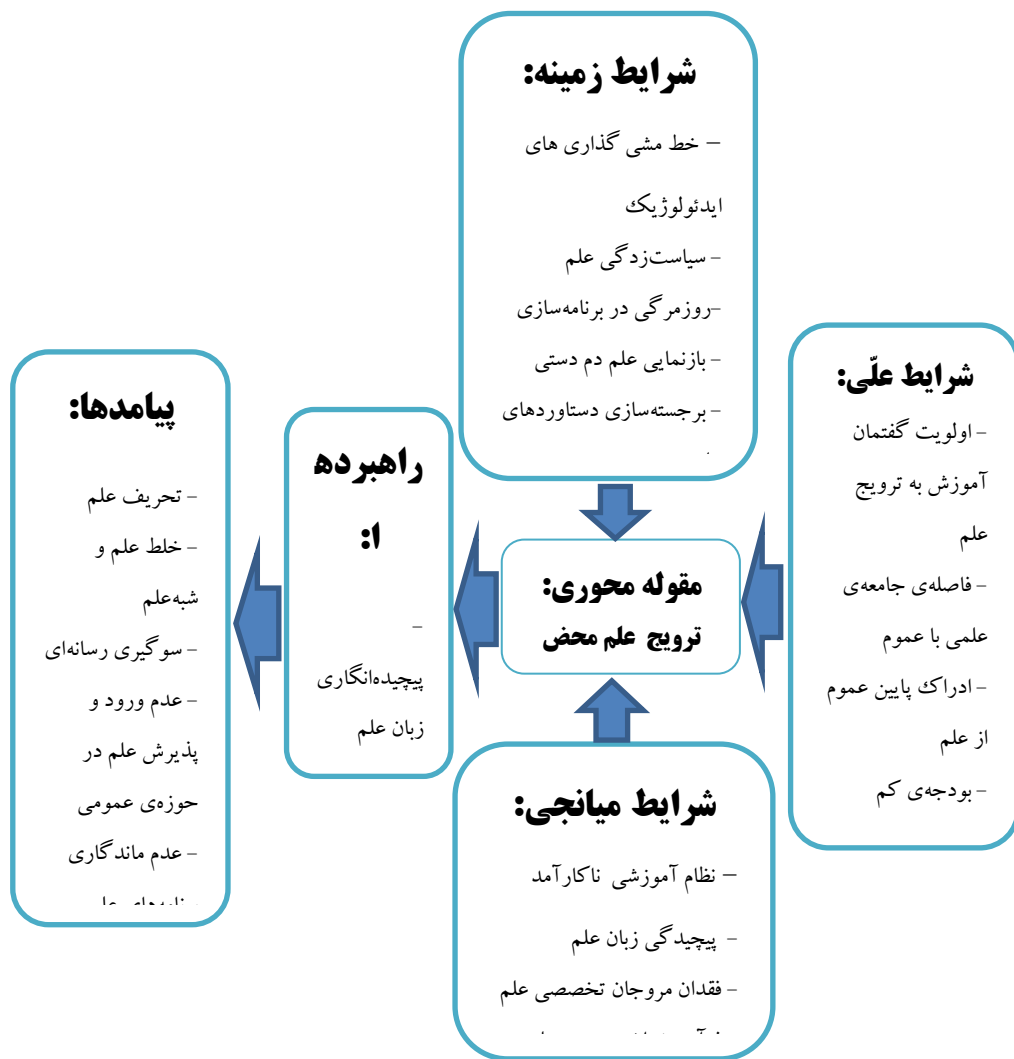 شرایط زمینه:
– خط مشی گذاری های
ایدئولوژیک
– سیاست‌زدگی علم
–روزمرگی در برنامه‌سازی
– بازنمایی علم دم دستی
– برجسته‌سازی دستاوردهای
شرایط علّی:
– اولویت گفتمان
آموزش به ترویج
علم
– فاصله‌ی جامعه‌ی
علمی با عموم
– ادراک پایین عموم
از علم
– بودجه‌ی کم
مقوله محوری:
ترویج علم محض
شرایط میانجی:
– نظام آموزشی ناکارآمد
– پیچیدگی زبان علم
– فقدان مروجان تخصصی علم
راهبرده
ا:
–
پیچیده‌انگاری
زبان علم
پیامدها:
– تحریف علم
– خلط علم و
شبه‌علم
– سوگیری رسانه‌ای
– عدم ورود و
پذیرش علم در
حوزه‌ی عمومی
– عدم ماندگاری